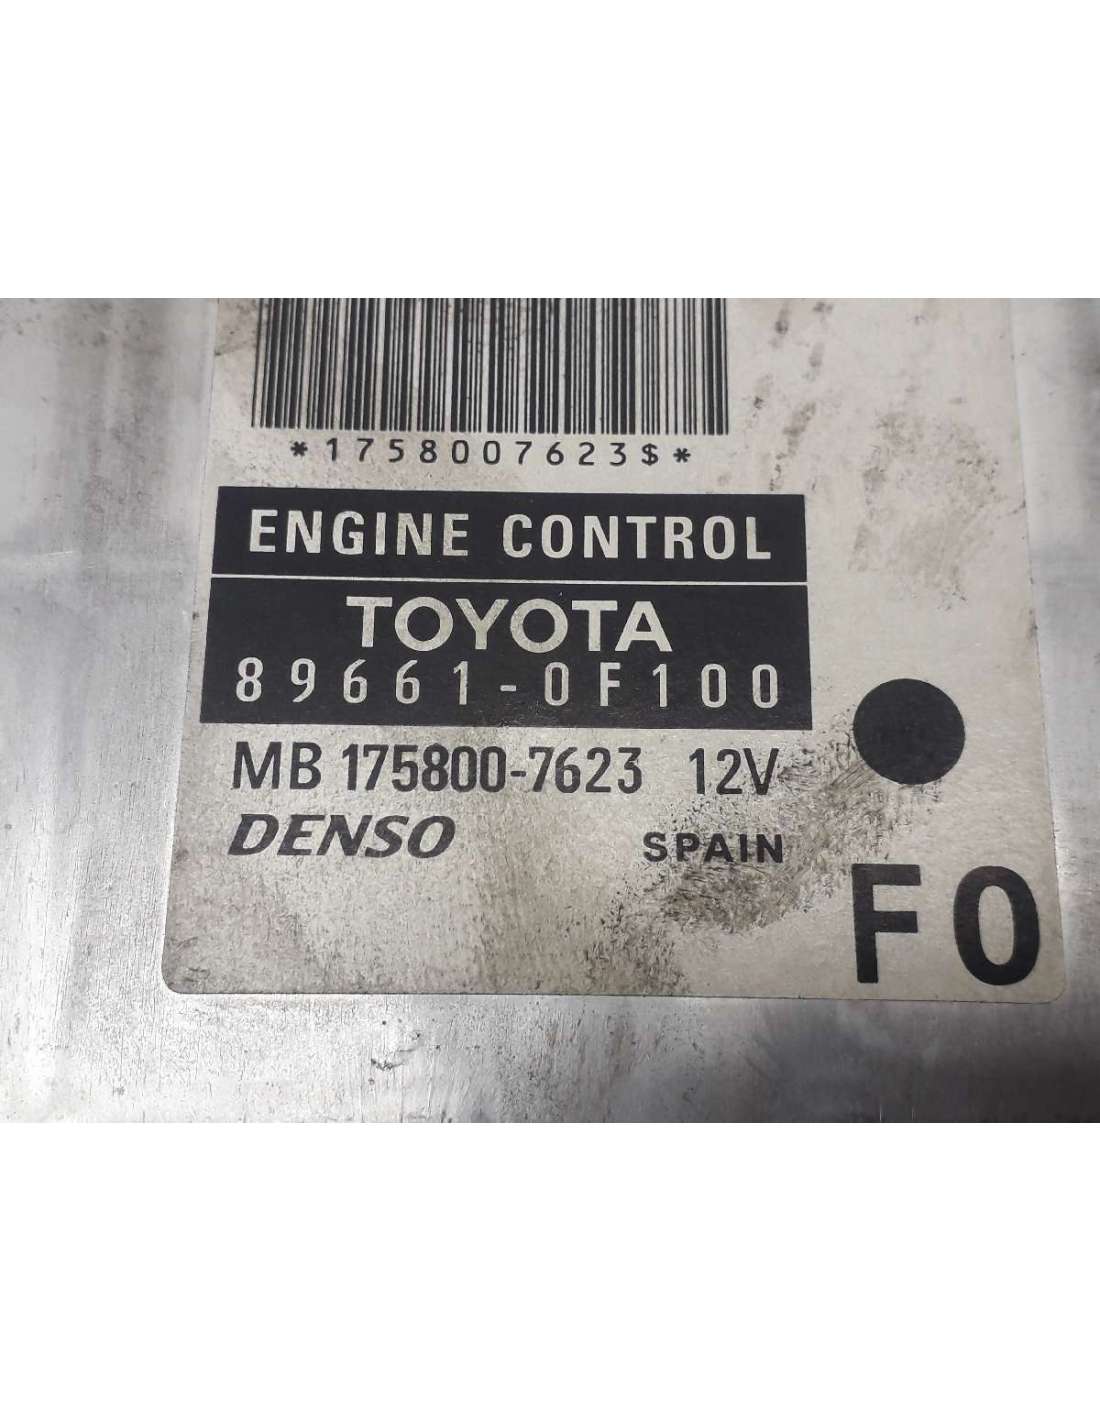 *1758007623$*
ENGINE CONTROL
TOYOTA
89661-0F100
MB 175800-7623 12V
DENSO SPAIN
F0